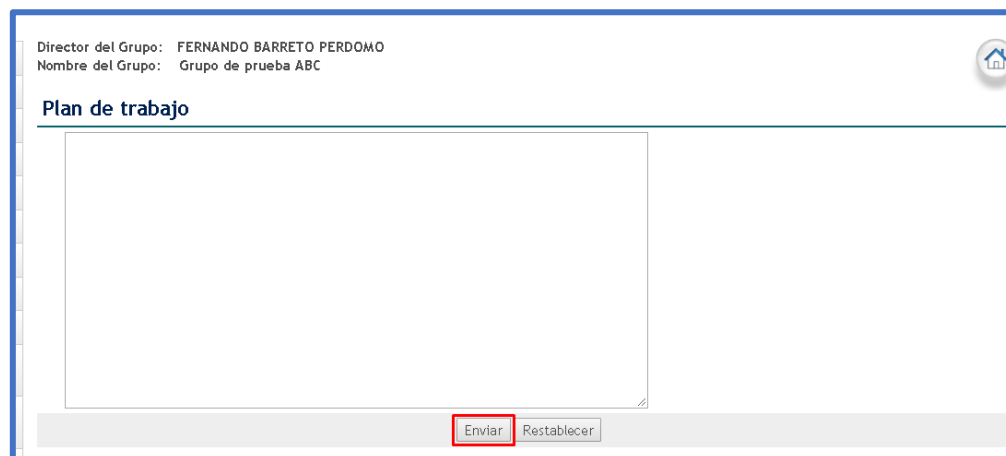 Director del Grupo: FERNANDO BARRETO PERDOMO
Nombre del Grupo: Grupo de prueba ABC
Plan de trabajo
Enviar Restablecer